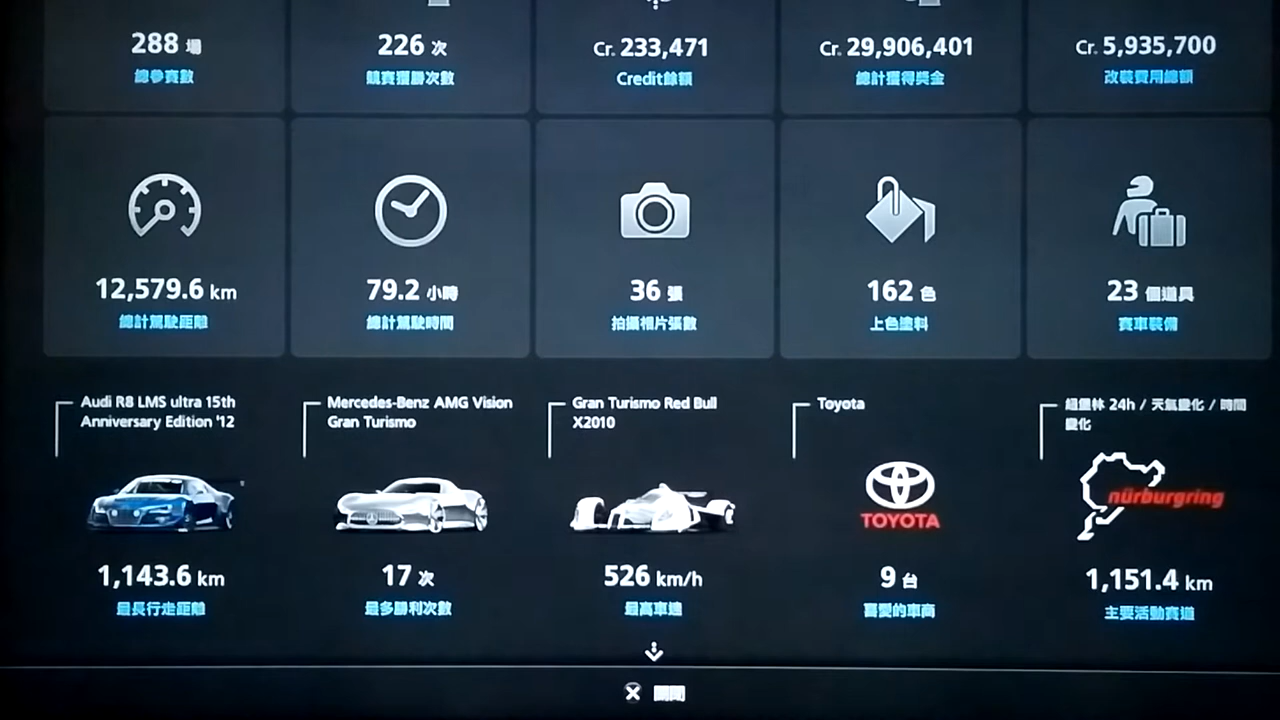 288 場
226 次
Cr. 233,471
Cr. 29,906,401
Cr. 5,935,700
總參賽數
競賽獲勝次數
Credit餘額
總計獲得獎金
改裝費用總額
12,579.6 km
79.2 小時
36 張
162 色
23 個道具
總計駕駛距離
總計駕駛時間
拍攝相片張數
上色塗料
賽車裝備
Audi R8 LMS ultra 15th
Anniversary Edition '12
Mercedes-Benz AMG Vision
Gran Turismo
Gran Turismo Red Bull
X2010
Toyota
紐堡林 24h / 天氣變化 / 時間
變化
TOYOTA
nürburgring
1,143.6 km
17 次
526 km/h
9 台
1,151.4 km
最長行走距離
最多勝利次數
最高車速
喜愛的車商
主要活動賽道
關閉